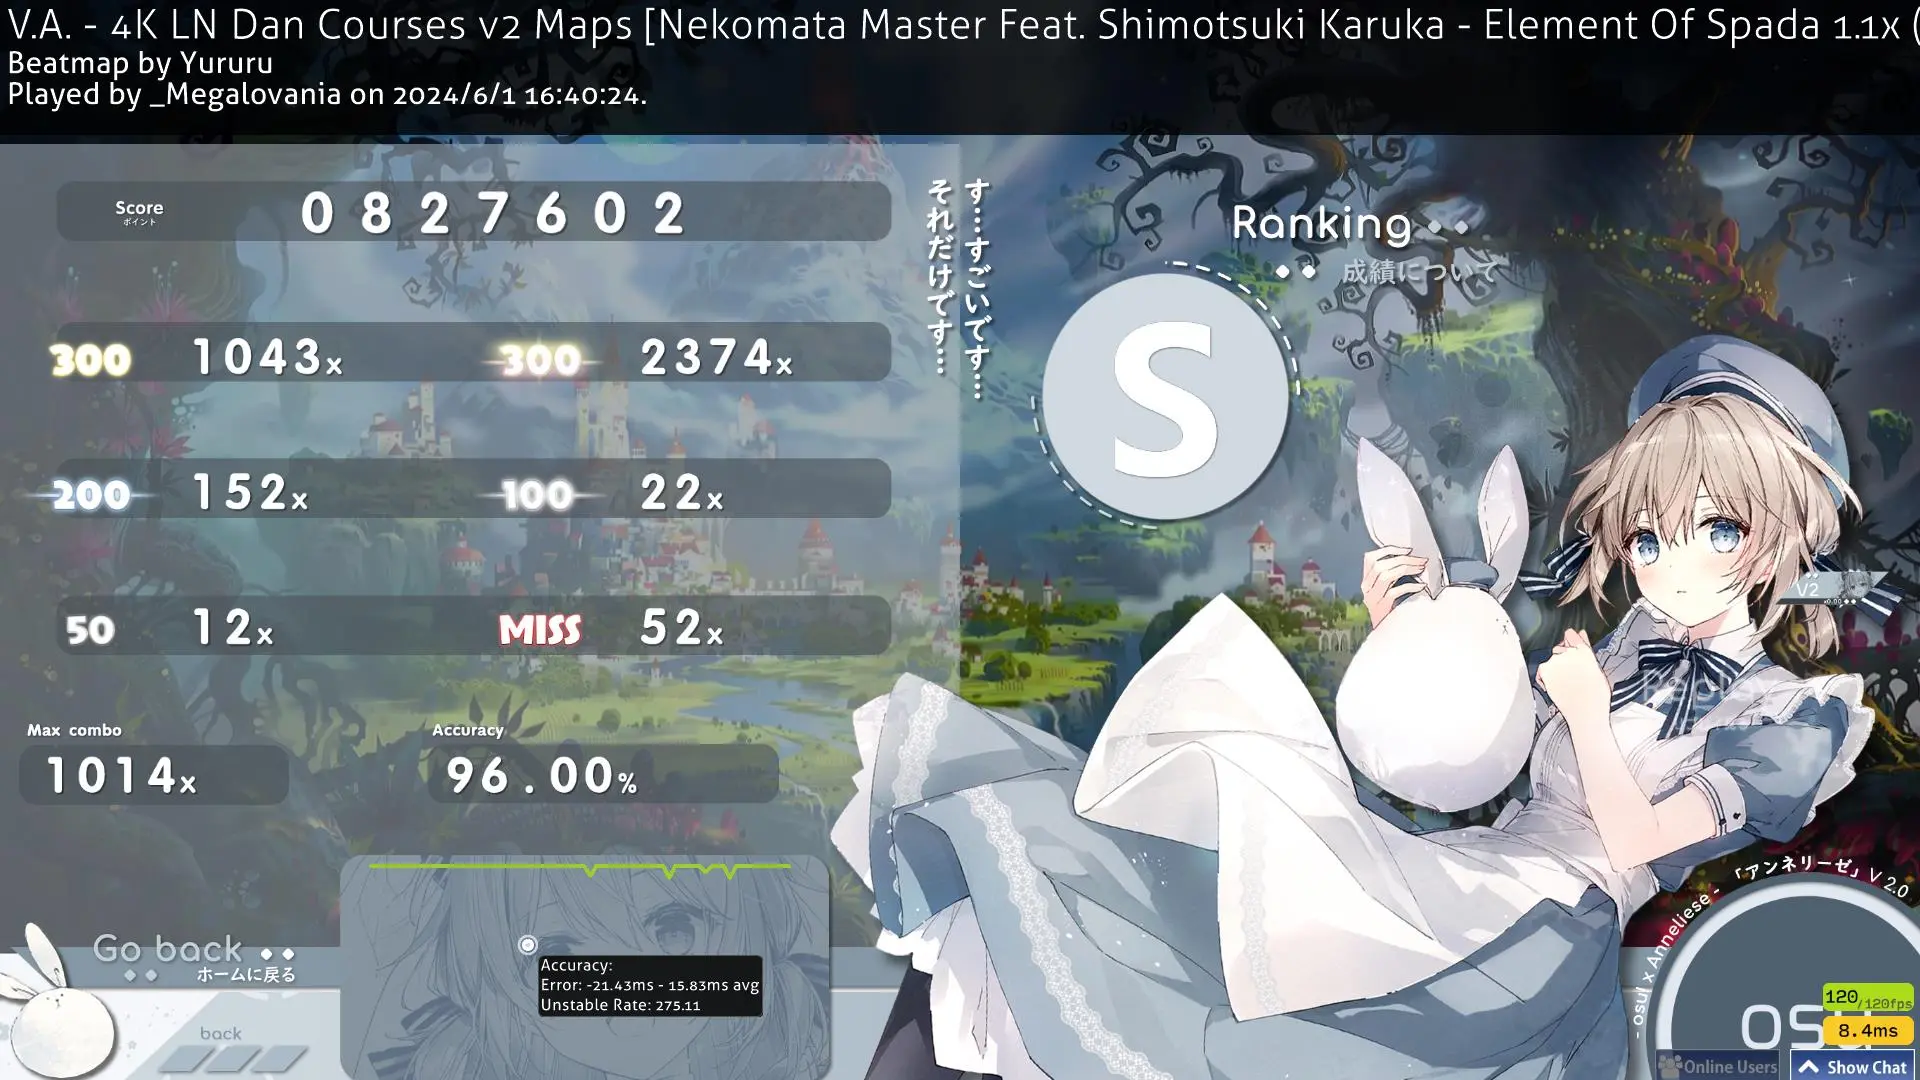 V.A. - 4K LN Dan Courses v2 Maps [Nekomata Master Feat. Shimotsuki Karuka - Element Of Spada 1.1x (
Beatmap by Yururu
Played by _Megalovania on 2024/6/1 16:40:24.
Score
ポイント
0827602
す…すごいです…
それだけです…
Ranking
成績について
S
300 1043x 300 2374x
200 152x 100 22x
50 12x MISS 52x
Max combo
1014x
Accuracy
96.00%
V2
Replay
Go back
ホームに戻る
back
Accuracy:
Error: -21.43ms - 15.83ms avg
Unstable Rate: 275.11
- osu! x Anneliese - 「アンネリーゼ」 V 2.0
osu
120/120fps
8.4ms
Online Users
Show Chat